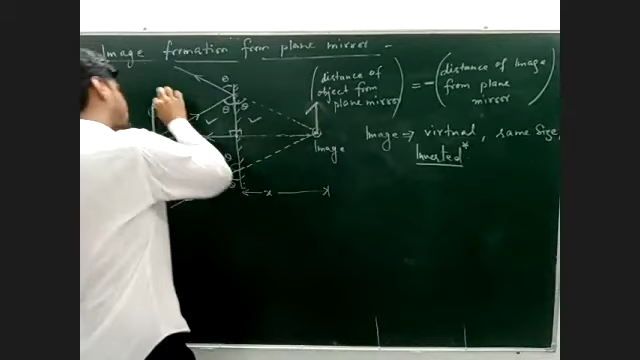 Image formation from plane mirror -
(distance of object from plane mirror) = - (distance of Image from plane mirror)
Image → virtual, same size,
Inverted*
θ
θ θ
θ
Image
x